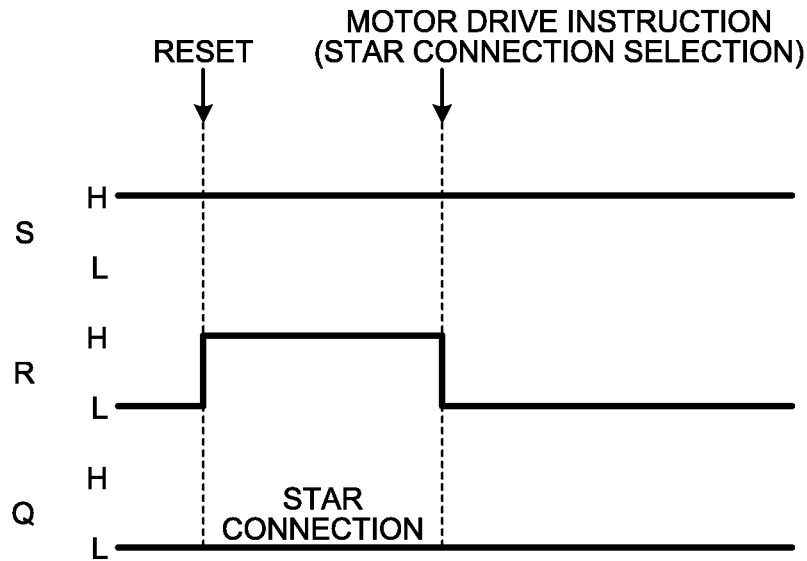 RESET
MOTOR DRIVE INSTRUCTION
(STAR CONNECTION SELECTION)
S
H
L
R
H
L
Q
H
L
STAR
CONNECTION